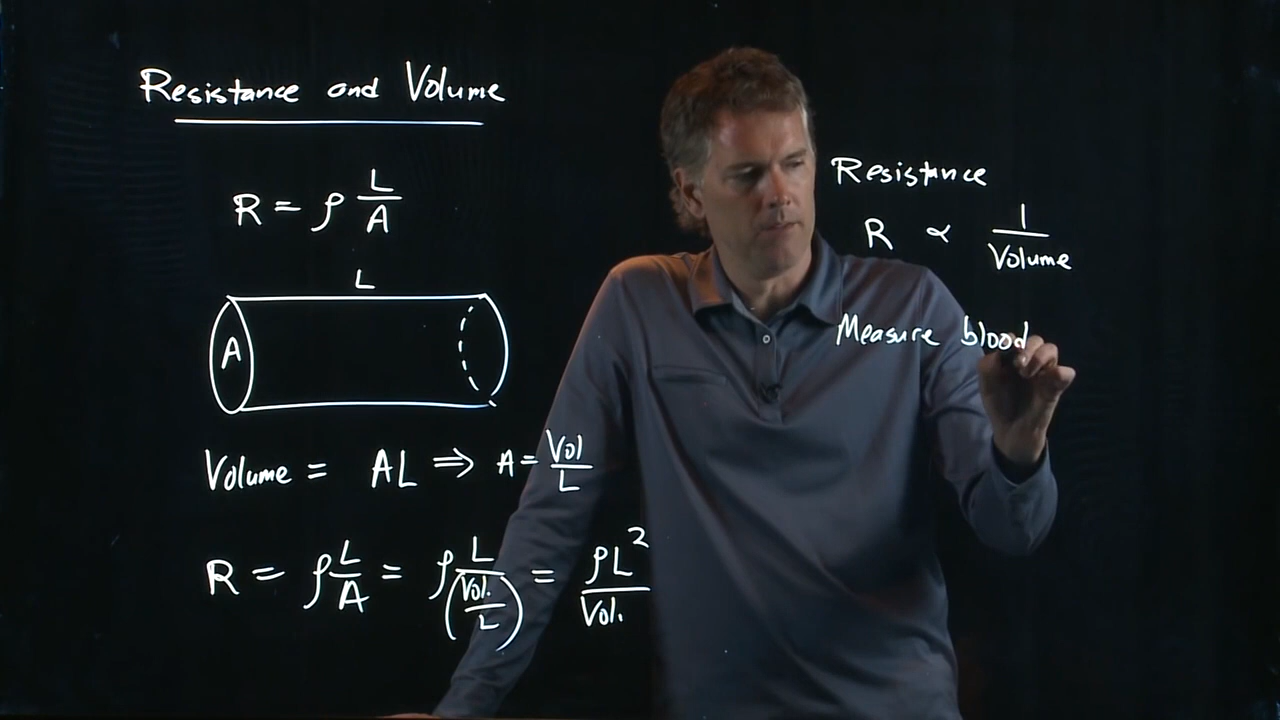 Resistance and Volume
R = ρ L/A
L
A
Volume = AL ⇒ A = Vol/L
R = ρ L/A = ρ L/(Vol./L) = ρL²/Vol.
Resistance
R ∝ 1/Volume
Measure blood